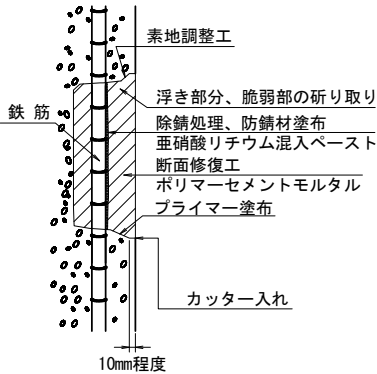 素地調整工
浮き部分、脆弱部の斫り取り
鉄 筋
除錆処理、防錆材塗布
亜硝酸リチウム混入ペースト
断面修復工
ポリマーセメントモルタル
プライマー塗布
カッター入れ
10mm程度